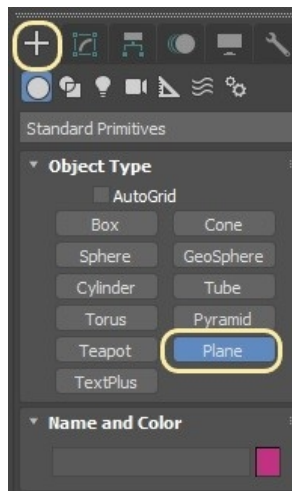 Standard Primitives
Object Type
AutoGrid
Box Cone
Sphere GeoSphere
Cylinder Tube
Torus Pyramid
Teapot Plane
TextPlus
Name and Color